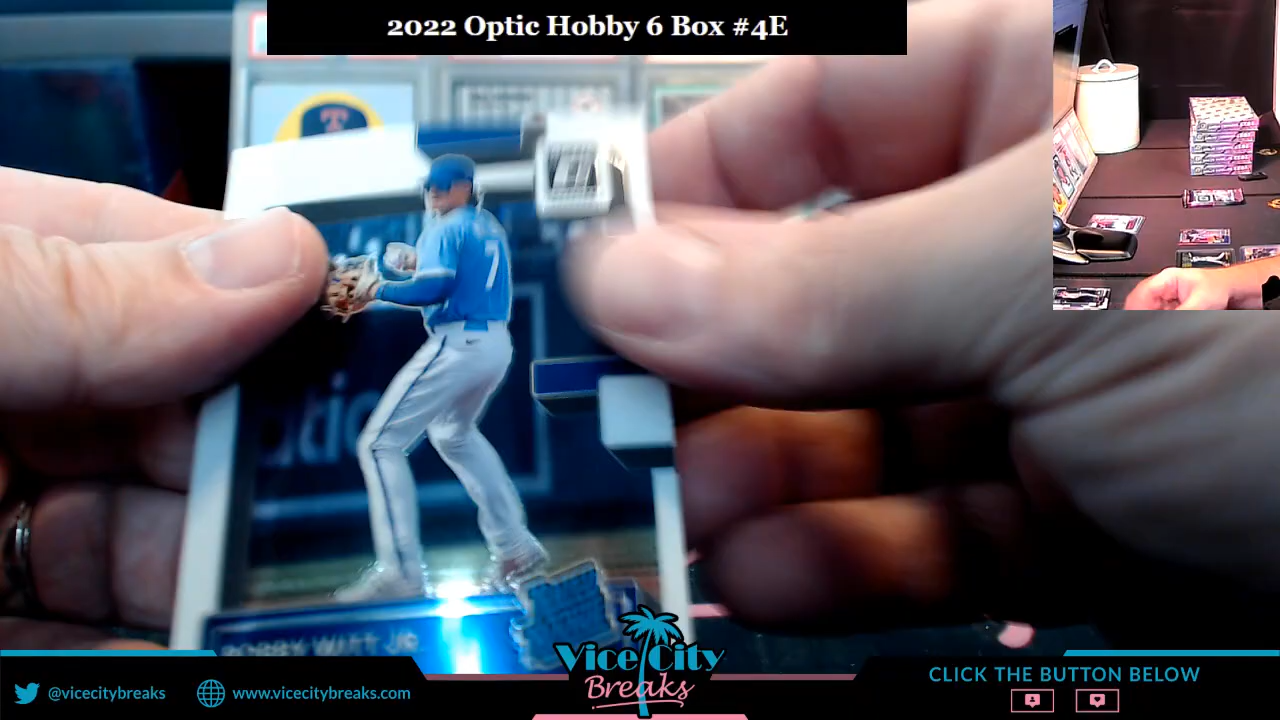 2022 Optic Hobby 6 Box #4E
T
7
BOBBY WITT JR.
Vice City
Breaks
@vicecitybreaks
www.vicecitybreaks.com
CLICK THE BUTTON BELOW